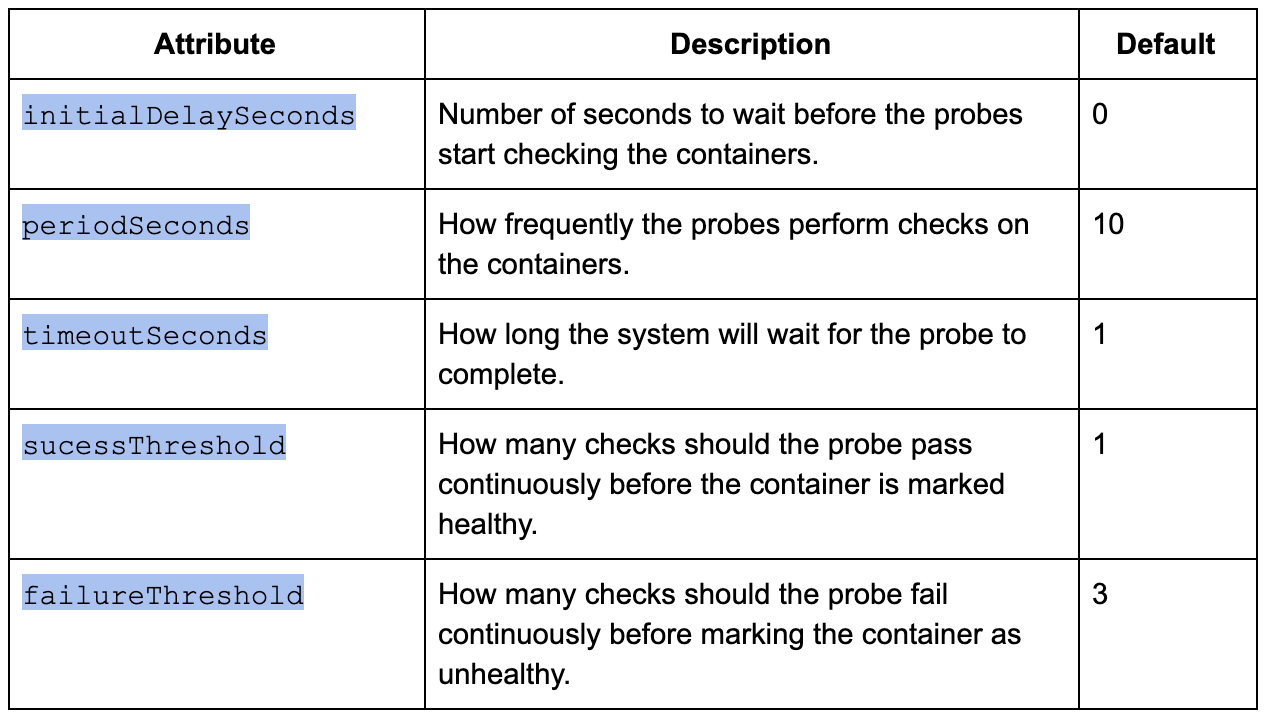 Attribute Description Default
initialDelaySeconds Number of seconds to wait before the probes 0
start checking the containers.
periodSeconds How frequently the probes perform checks on 10
the containers.
timeoutSeconds How long the system will wait for the probe to 1
complete.
sucessThreshold How many checks should the probe pass 1
continuously before the container is marked
healthy.
failureThreshold How many checks should the probe fail 3
continuously before marking the container as
unhealthy.